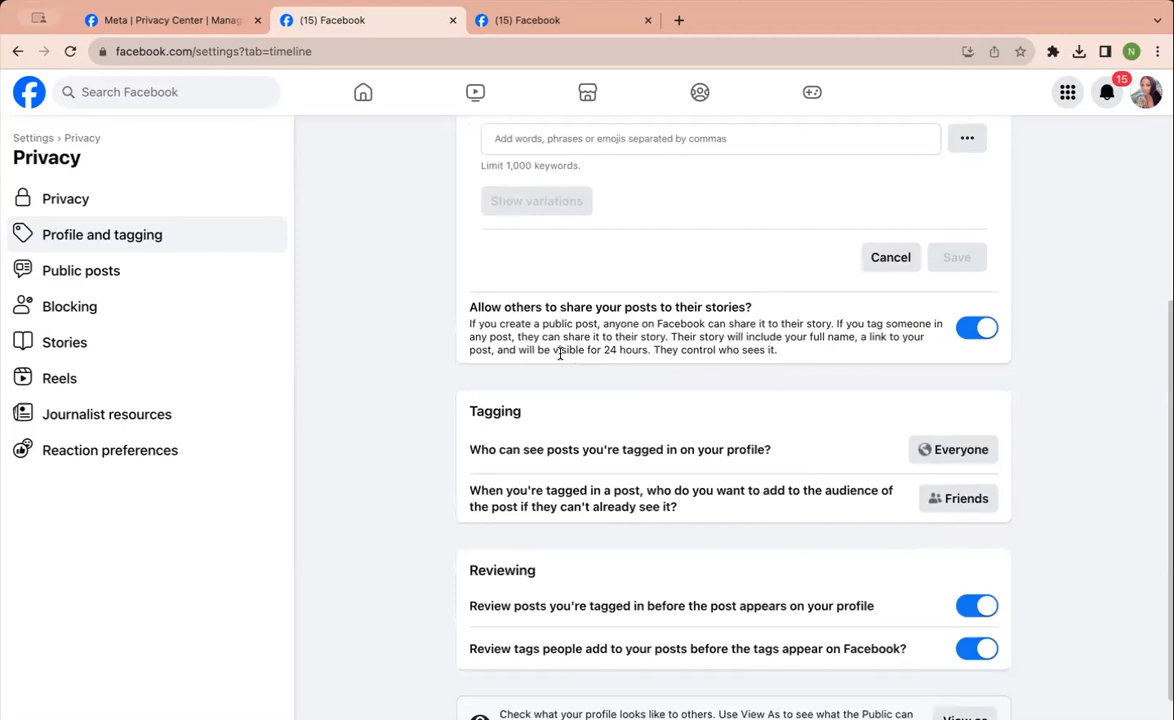 Meta | Privacy Center | Manag
(15) Facebook
(15) Facebook
facebook.com/settings?tab=timeline
N
Search Facebook
15
Settings › Privacy
Privacy
Privacy
Profile and tagging
Public posts
Blocking
Stories
Reels
Journalist resources
Reaction preferences
Add words, phrases or emojis separated by commas
Limit 1,000 keywords.
Show variations
Cancel
Save
Allow others to share your posts to their stories?
If you create a public post, anyone on Facebook can share it to their story. If you tag someone in
any post, they can share it to their story. Their story will include your full name, a link to your
post, and will be visible for 24 hours. They control who sees it.
Tagging
Who can see posts you're tagged in on your profile?
Everyone
When you're tagged in a post, who do you want to add to the audience of
the post if they can't already see it?
Friends
Reviewing
Review posts you're tagged in before the post appears on your profile
Review tags people add to your posts before the tags appear on Facebook?
Check what your profile looks like to others. Use View As to see what the Public can
View as